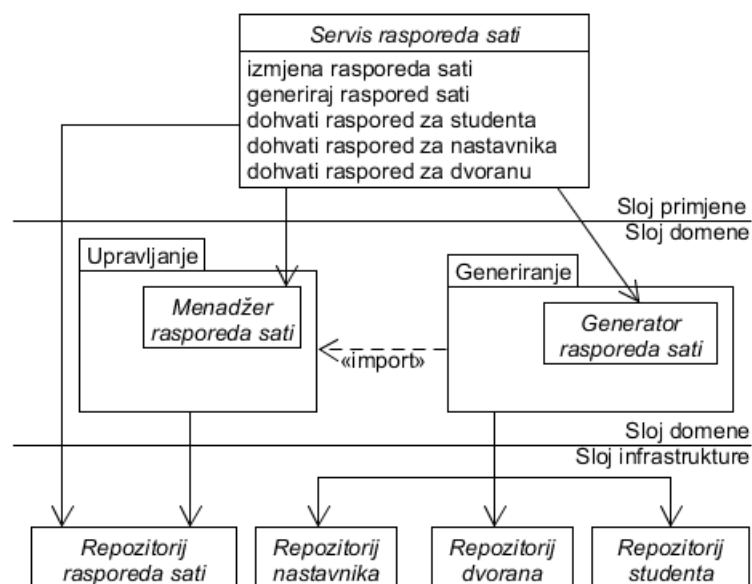 Servis rasporeda sati
izmjena rasporeda sati
generiraj raspored sati
dohvati raspored za studenta
dohvati raspored za nastavnika
dohvati raspored za dvoranu
Sloj primjene
Sloj domene
Upravljanje
Menadžer
rasporeda sati
Generiranje
Generator
rasporeda sati
«import»
Sloj domene
Sloj infrastrukture
Repozitorij
rasporeda sati
Repozitorij
nastavnika
Repozitorij
dvorana
Repozitorij
studenta